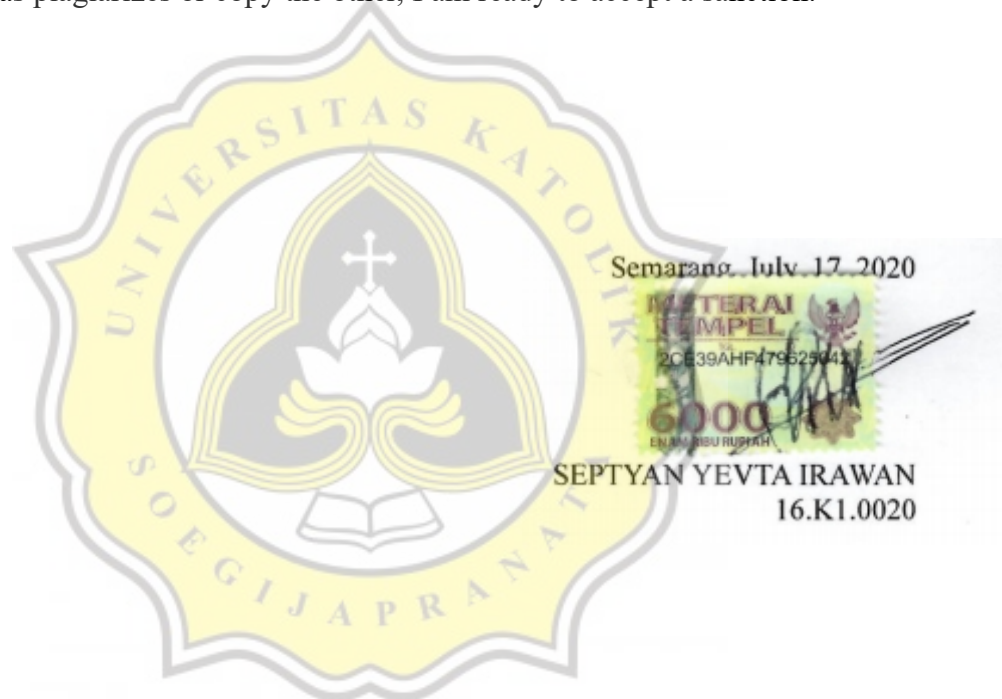 as plagiarizes or copy the other, I am ready to accept a sanction.
UNIVERSITAS KATOLIK
SOEGIJAPRANATA
Semarang, July, 17, 2020
METERAI
TEMPEL
6000
ENAM RIBU RUPIAH
SEPTYAN YEVTA IRAWAN
16.K1.0020